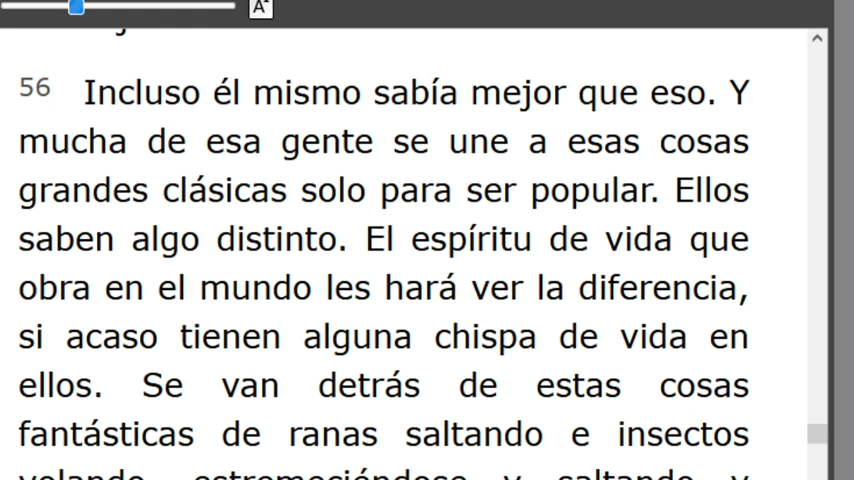 A
56 Incluso él mismo sabía mejor que eso. Y
mucha de esa gente se une a esas cosas
grandes clásicas solo para ser popular. Ellos
saben algo distinto. El espíritu de vida que
obra en el mundo les hará ver la diferencia,
si acaso tienen alguna chispa de vida en
ellos. Se van detrás de estas cosas
fantásticas de ranas saltando e insectos
volando, estremeciéndose y saltando y